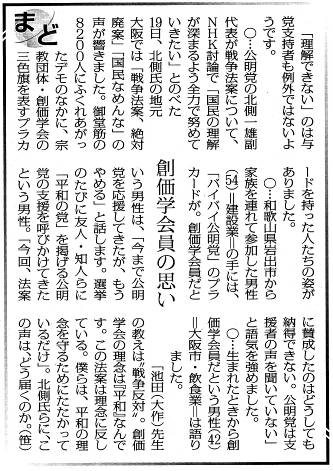 まど
「理解できない」のは与
党支持者も例外ではないよ
うです。
○…公明党の北側一雄副
代表が戦争法案について、
NHK討論で「国民の理解
が深まるよう全力で努めて
いきたい」とのべた
19日、北側氏の地元
大阪では「戦争法案、絶対
廃案」「国民なめんな」の
声が響きました。御堂筋の
8200人にふくれあがっ
たデモのなかに、宗
教団体・創価学会の
三色旗を表すプラカ
創価学会員の思い
ードを持った人たちの姿が
ありました。
○…和歌山県岩出市から
家族を連れて参加した男性
(54)=建設業=の手には、
「バイバイ公明党」のプラ
カードが。創価学会員だと
いう男性は、「今まで公明
党を応援してきたが、もう
やめる」と話します。選挙
のたびに友人・知人らに
「平和の党」を掲げる公明
党の支援を呼びかけてきた
という男性。「今回、法案
に賛成したのはどうしても
納得できない。公明党は支
援者の声を聞いていない」
と語気を強めました。
○…生まれたときから創
価学会員だという男性(42)
=大阪市・飲食業=は語り
ました。
「池田(大作)先生
の教えは〝戦争反対〟。創価
学会の理念は『平和』なんで
す。この法案は理念に反し
ている。僕らは、平和の理
念を守るためにたたかって
いるだけ」。北側氏らに、こ
の声は、どう届くのか。(笹)